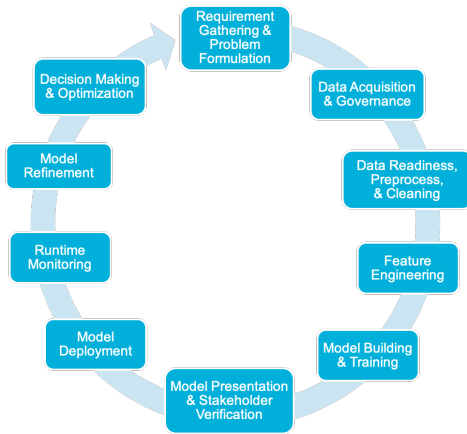 Requirement
Gathering &
Problem
Formulation
Data Acquisition
& Governance
Data Readiness,
Preprocess,
& Cleaning
Feature
Engineering
Model Building
& Training
Model Presentation
& Stakeholder
Verification
Model
Deployment
Runtime
Monitoring
Model
Refinement
Decision Making
& Optimization